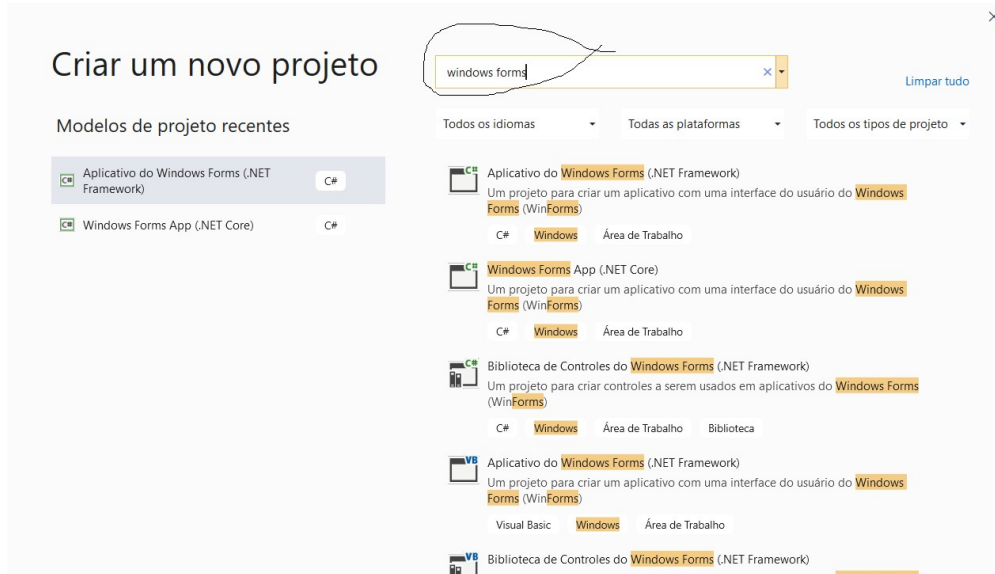 Criar um novo projeto
windows forms
Limpar tudo
Modelos de projeto recentes
Todos os idiomas
Todas as plataformas
Todos os tipos de projeto
C# Aplicativo do Windows Forms (.NET
Framework)
C#
C# Windows Forms App (.NET Core)
C#
C# Aplicativo do Windows Forms (.NET Framework)
Um projeto para criar um aplicativo com uma interface do usuário do Windows
Forms (WinForms)
C# Windows Área de Trabalho
C# Windows Forms App (.NET Core)
Um projeto para criar um aplicativo com uma interface do usuário do Windows
Forms (WinForms)
C# Windows Área de Trabalho
C# Biblioteca de Controles do Windows Forms (.NET Framework)
Um projeto para criar controles a serem usados em aplicativos do Windows Forms
(WinForms)
C# Windows Área de Trabalho Biblioteca
VB Aplicativo do Windows Forms (.NET Framework)
Um projeto para criar um aplicativo com uma interface do usuário do Windows
Forms (WinForms)
Visual Basic Windows Área de Trabalho
VB Biblioteca de Controles do Windows Forms (.NET Framework)